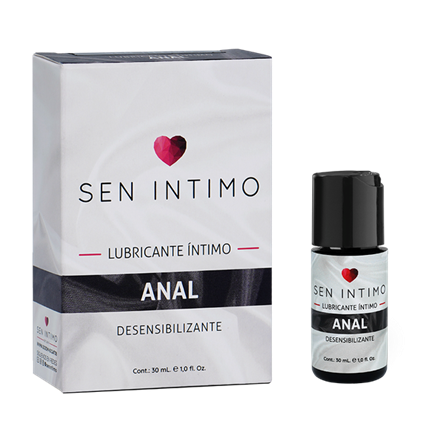 ANAL
SEN INTIMO
LUBRICANTE ÍNTIMO
ANAL
DESENSIBILIZANTE
Cont.: 30 mL. e 1,0 fl. Oz.
SEN INTIMO
SEN INTIMO
LUBRICANTE ÍNTIMO
ANAL
DESENSIBILIZANTE
Cont.: 30 mL. e 1,0 fl. Oz.